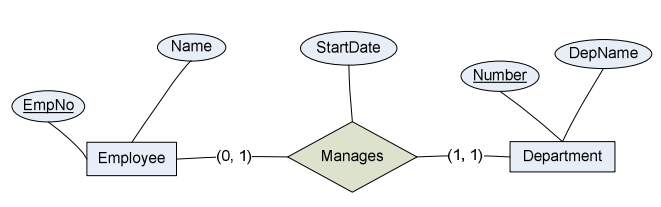 Name
StartDate
DepName
Number
EmpNo
Employee
(0, 1)
Manages
(1, 1)
Department